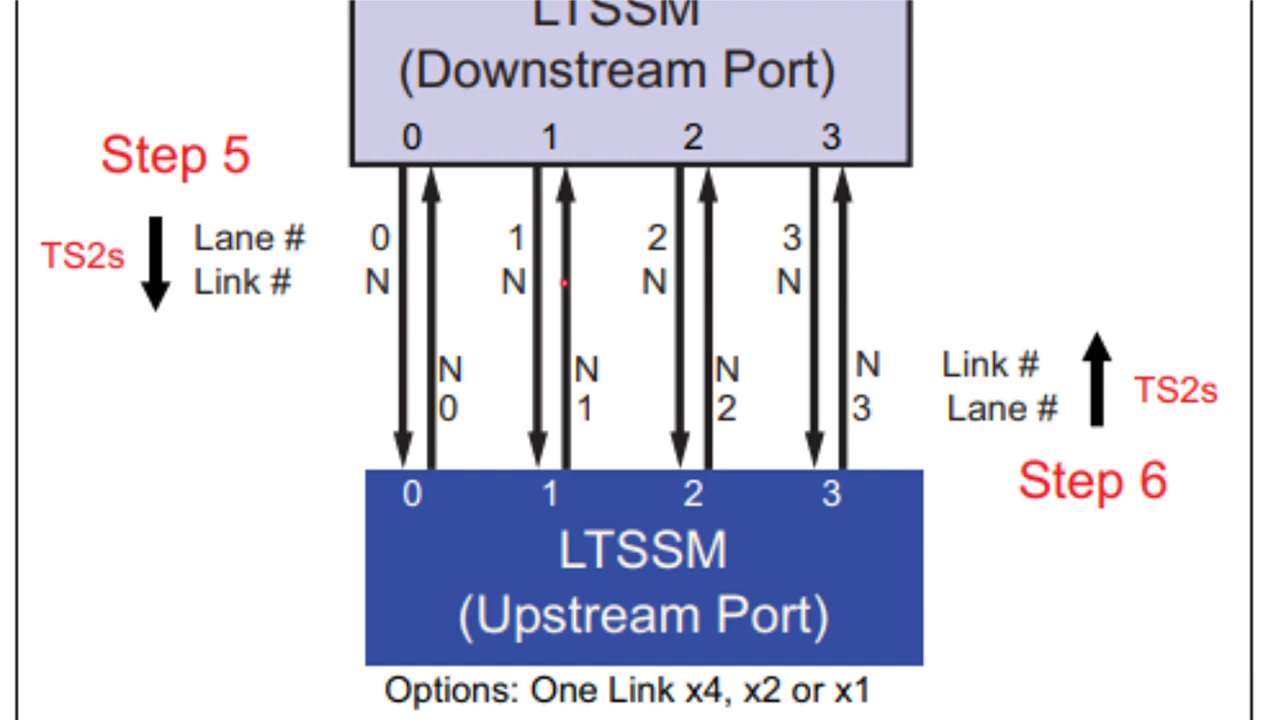 LTSSM
(Downstream Port)
0 1 2 3
Step 5
TS2s
Lane # 0 1 2 3
Link # N N N N
N N N N Link #
0 1 2 3 Lane #
TS2s
Step 6
0 1 2 3
LTSSM
(Upstream Port)
Options: One Link x4, x2 or x1